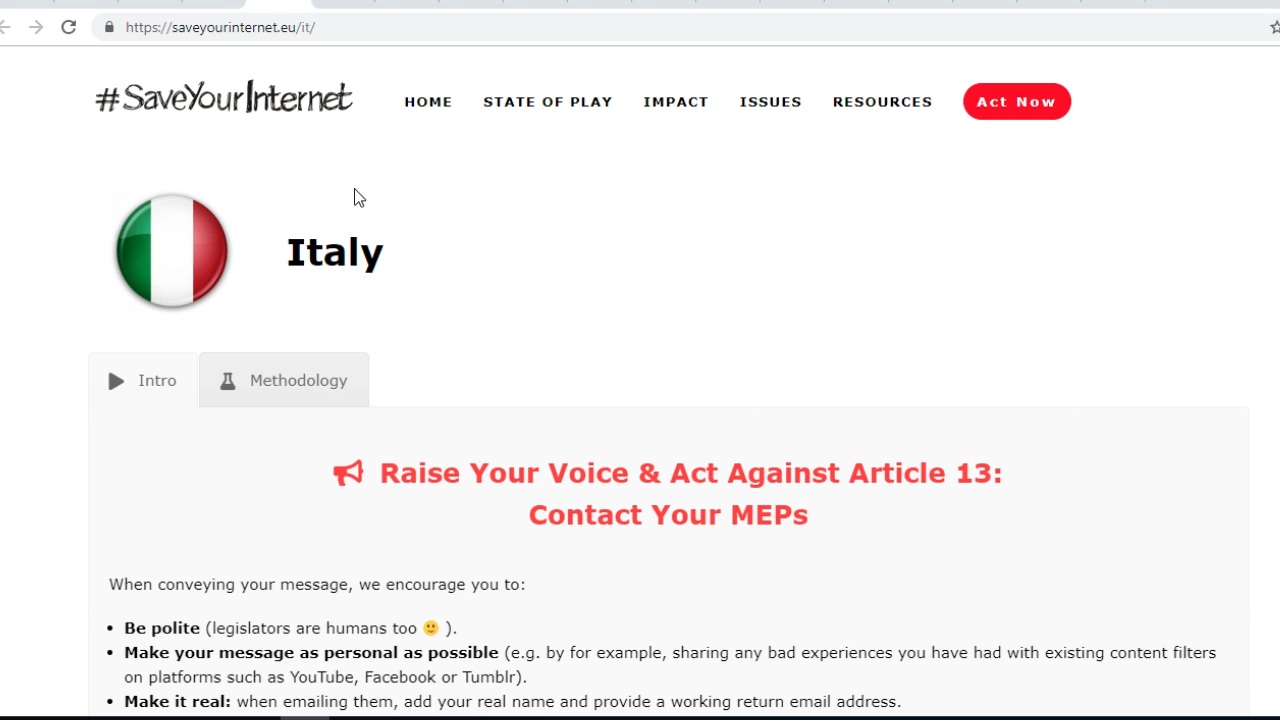 https://saveyourinternet.eu/it/
#SaveYourInternet
HOME STATE OF PLAY IMPACT ISSUES RESOURCES Act Now
Italy
Intro Methodology
Raise Your Voice & Act Against Article 13:
Contact Your MEPs
When conveying your message, we encourage you to:
• Be polite (legislators are humans too 🙂 ).
• Make your message as personal as possible (e.g. by for example, sharing any bad experiences you have had with existing content filters
on platforms such as YouTube, Facebook or Tumblr).
• Make it real: when emailing them, add your real name and provide a working return email address.